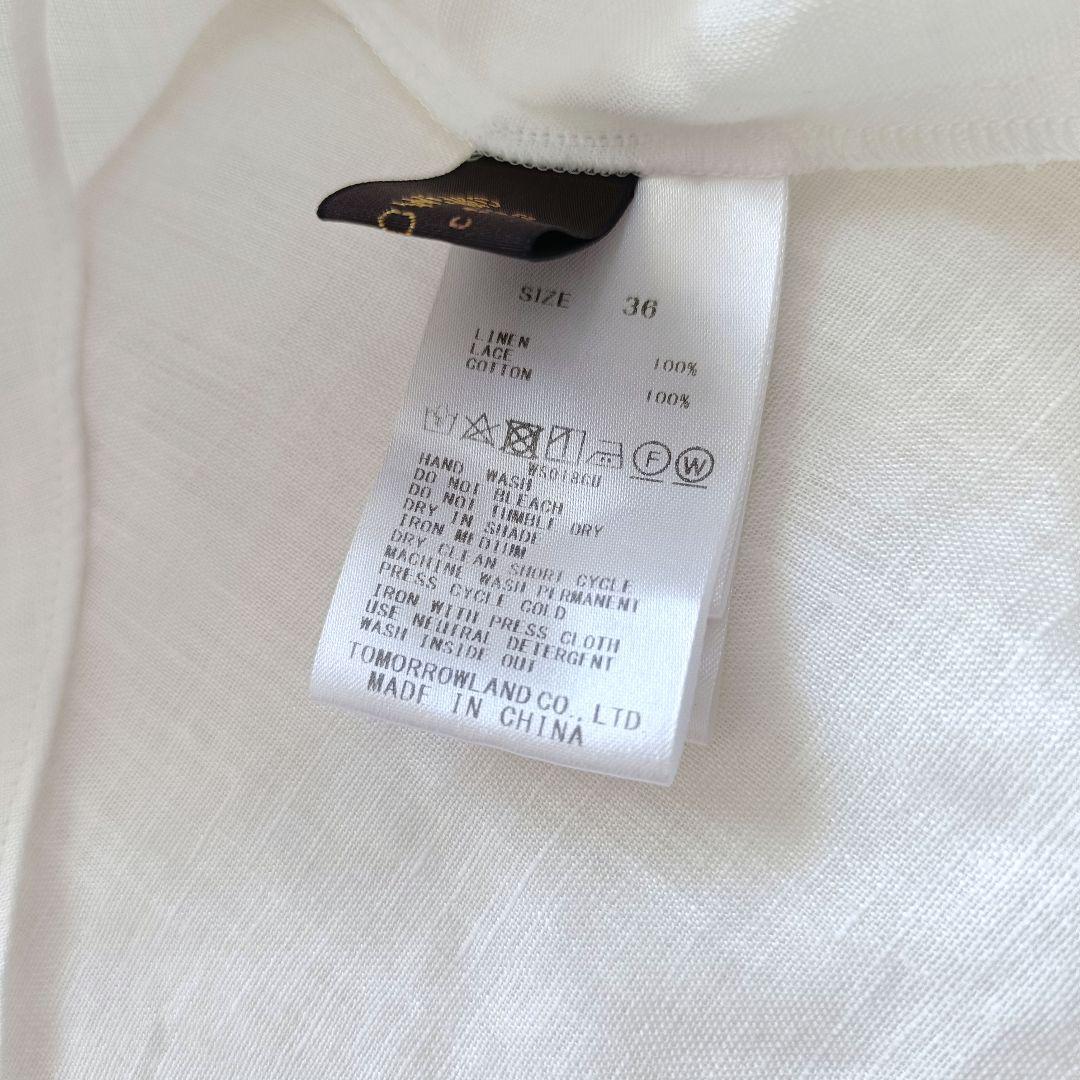 SIZE 36
LINEN 100%
LACE
COTTON 100%
F W
HAND WASH
DO NOT BLEACH
DO NOT TUMBLE DRY
DRY IN SHADE
IRON MEDIUM
DRY CLEAN SHORT CYCLE
MACHINE WASH PERMANENT
PRESS CYCLE COLD
IRON WITH PRESS CLOTH
USE NEUTRAL DETERGENT
WASH INSIDE OUT
TOMORROWLAND CO., LTD
MADE IN CHINA